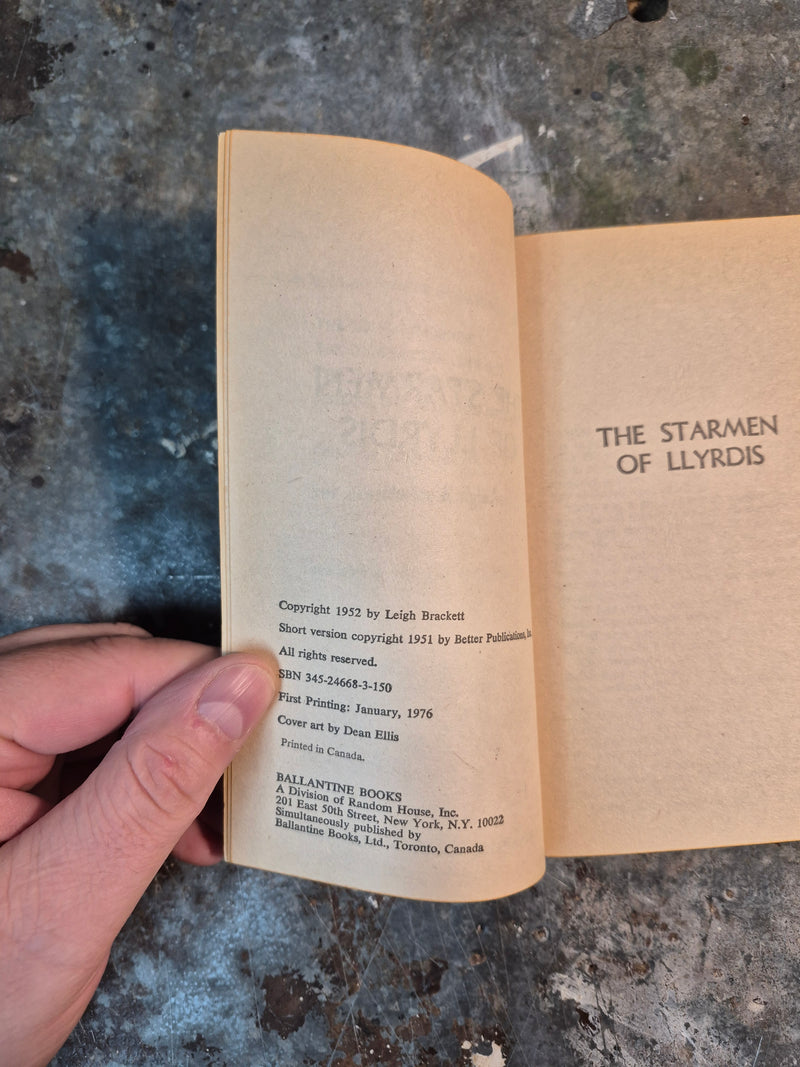 Copyright 1952 by Leigh Brackett
Short version copyright 1951 by Better Publiciations, Inc.
All rights reserved.
SBN 345-24668-3-150
First Printing: January, 1976
Cover art by Dean Ellis
Printed in Canada.
BALLANTINE BOOKS
A Division of Random House, Inc.
201 East 50th Street, New York, N.Y. 10022
Simultaneously published by
Ballantine Books, Ltd., Toronto, Canada
THE STARMEN
OF LLYRDIS